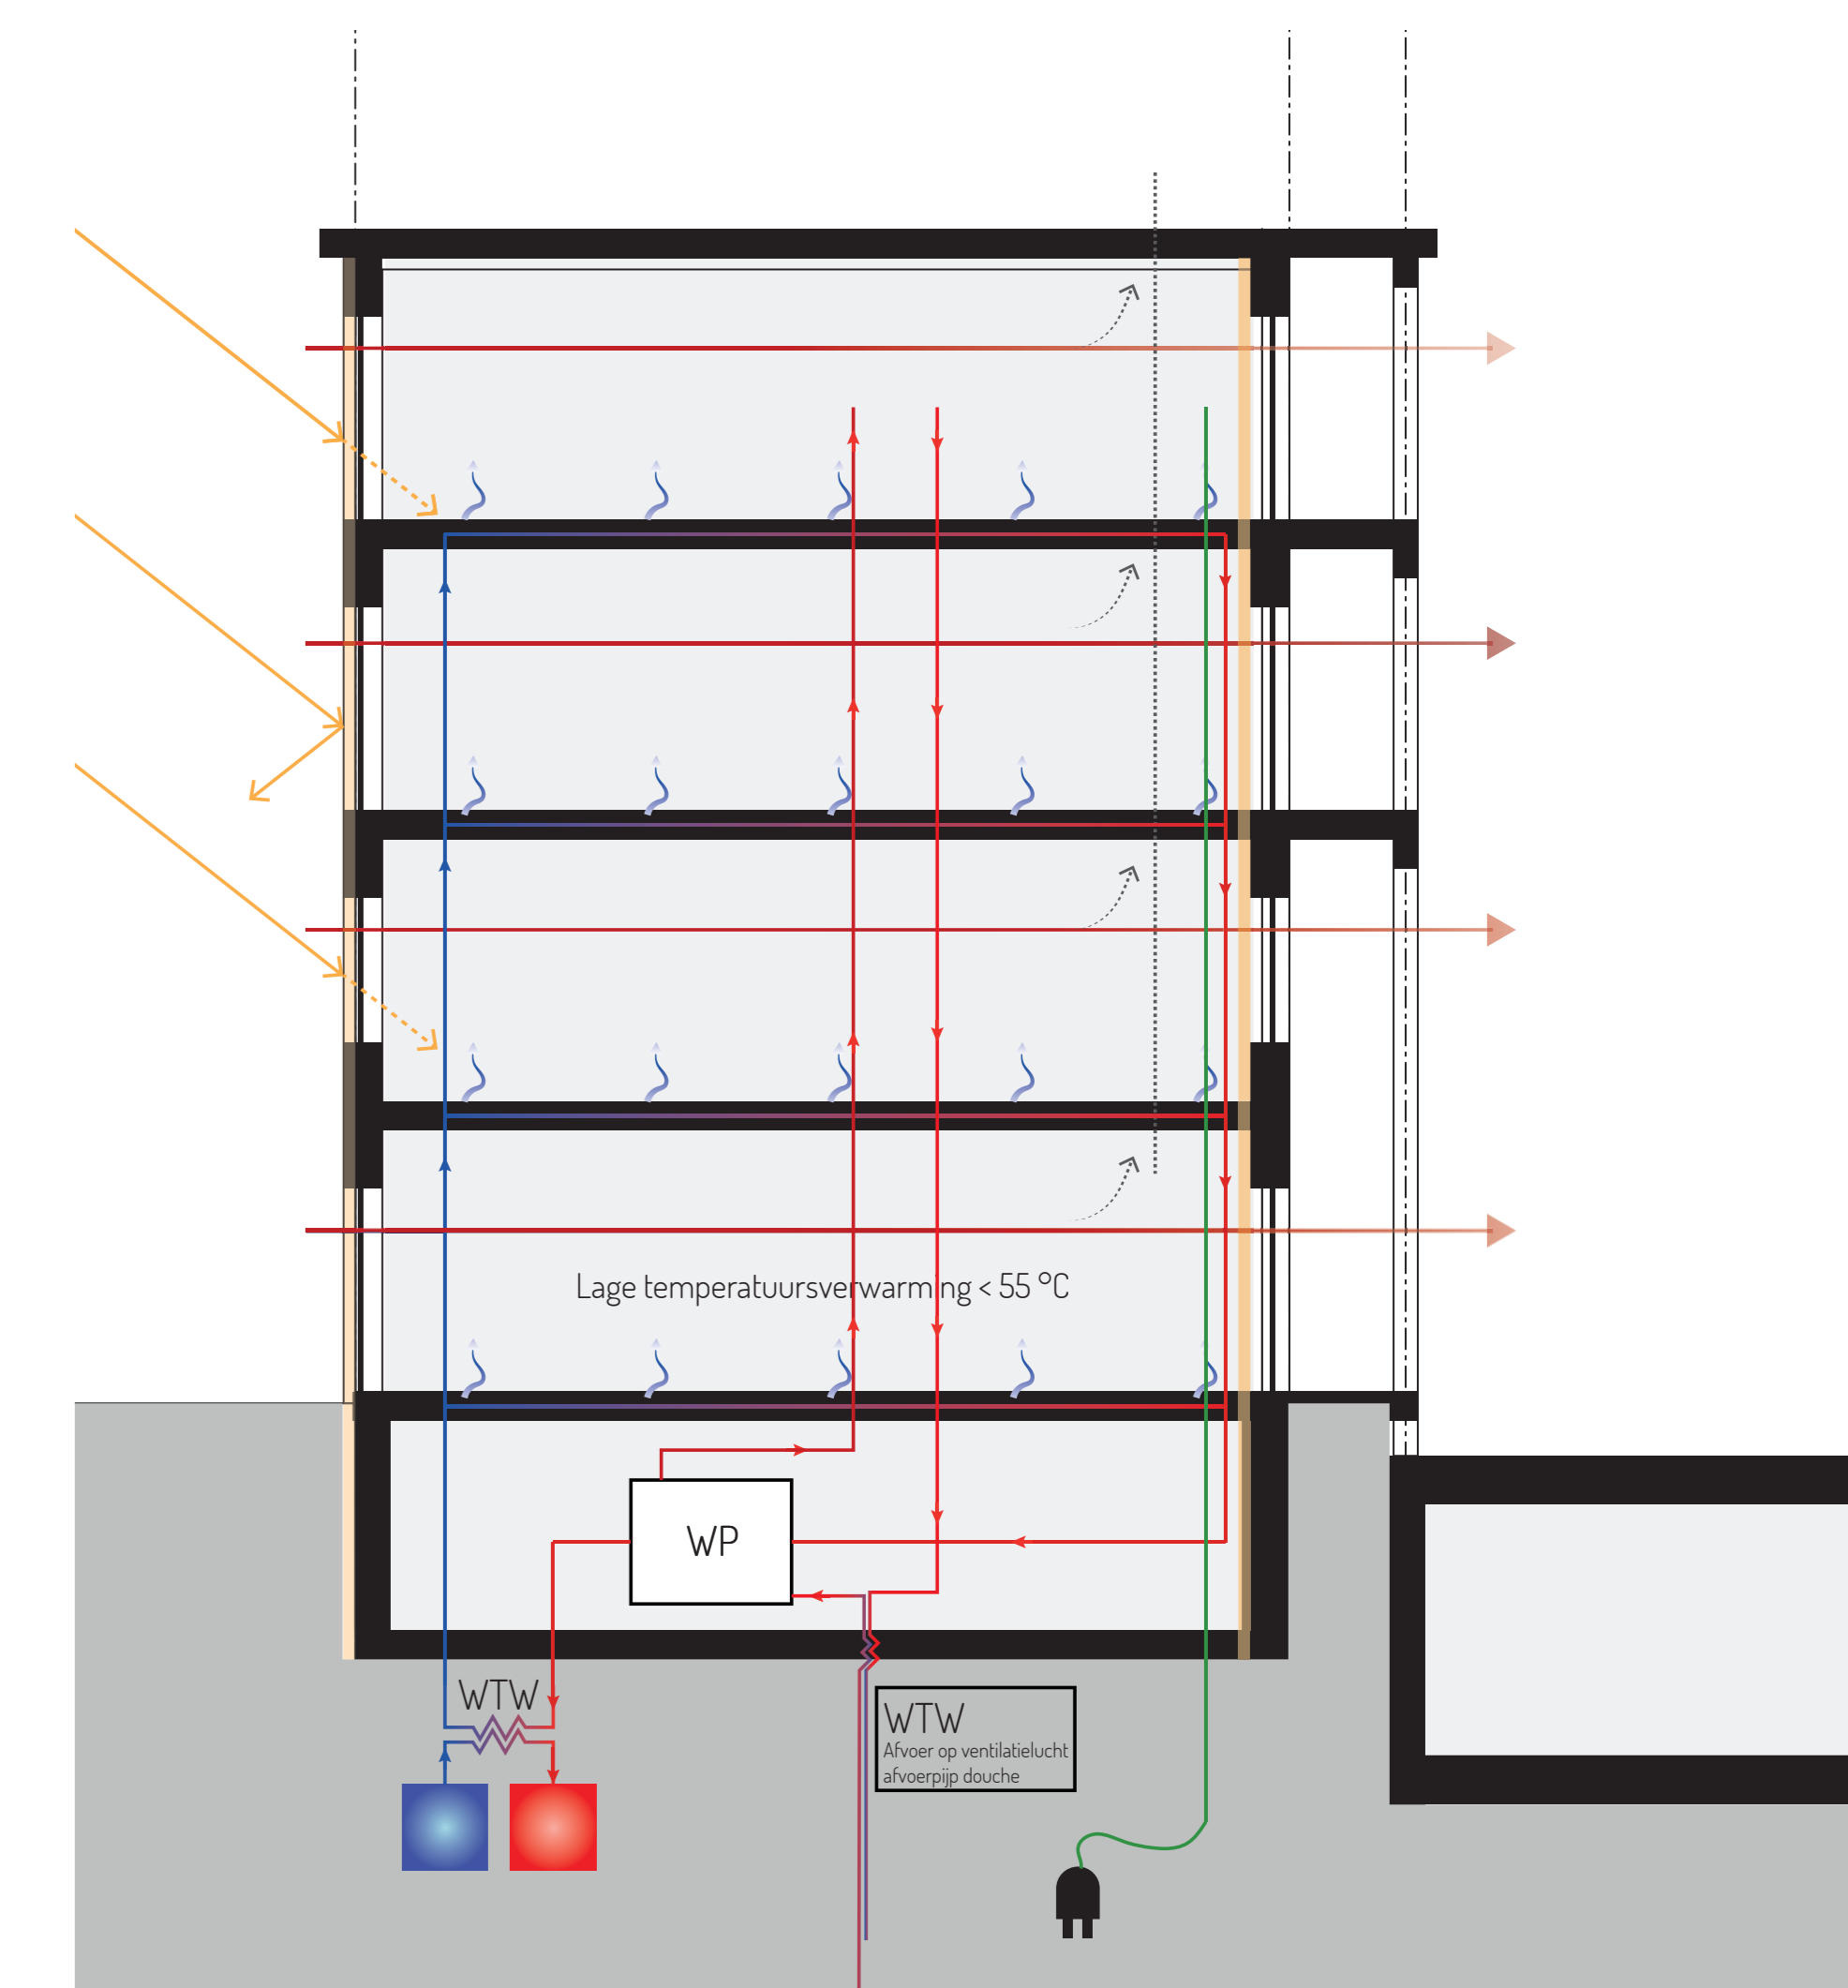 Lage temperatuursverwarming < 55 °C
WP
WTW
WTW
Afvoer op ventilatielucht
afvoerpijp douche